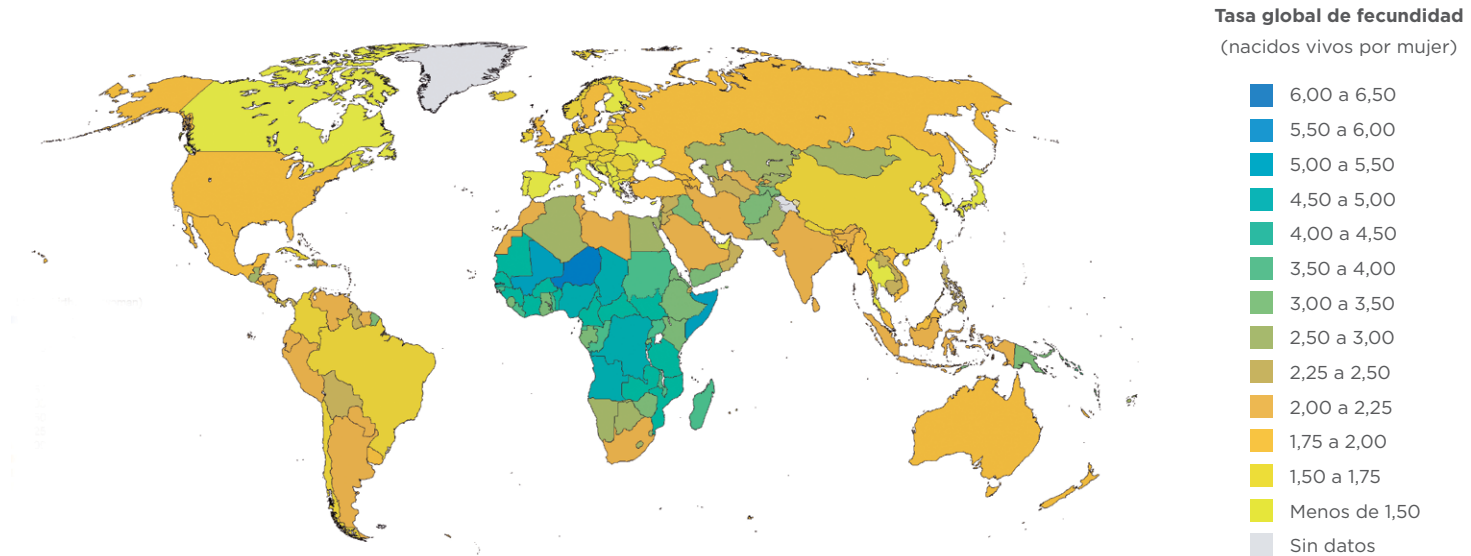 Tasa global de fecundidad
(nacidos vivos por mujer)
6,00 a 6,50
5,50 a 6,00
5,00 a 5,50
4,50 a 5,00
4,00 a 4,50
3,50 a 4,00
3,00 a 3,50
2,50 a 3,00
2,25 a 2,50
2,00 a 2,25
1,75 a 2,00
1,50 a 1,75
Menos de 1,50
Sin datos